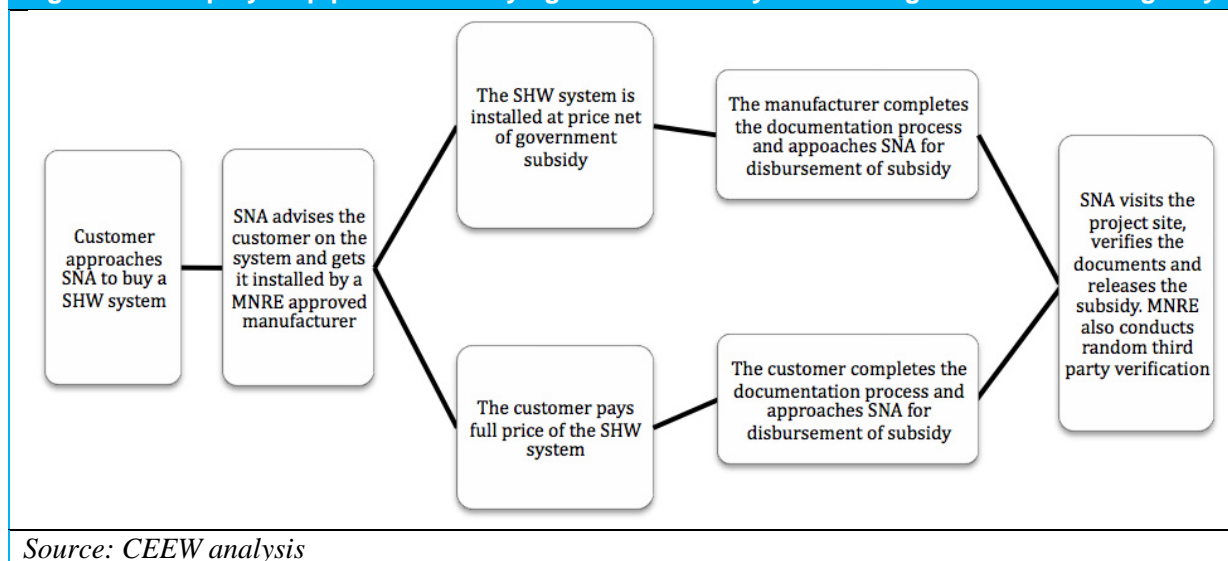 Customer
approaches
SNA to buy a
SHW system
SNA advises the
customer on the
system and gets
it installed by a
MNRE approved
manufacturer
The SHW system is
installed at price net
of government
subsidy
The manufacturer completes
the documentation process
and appoaches SNA for
disbursement of subsidy
The customer pays
full price of the SHW
system
The customer completes the
documentation process and
approaches SNA for
disbursement of subsidy
SNA visits the
project site,
verifies the
documents and
releases the
subsidy. MNRE
also conducts
random third
party verification
Source: CEEW analysis